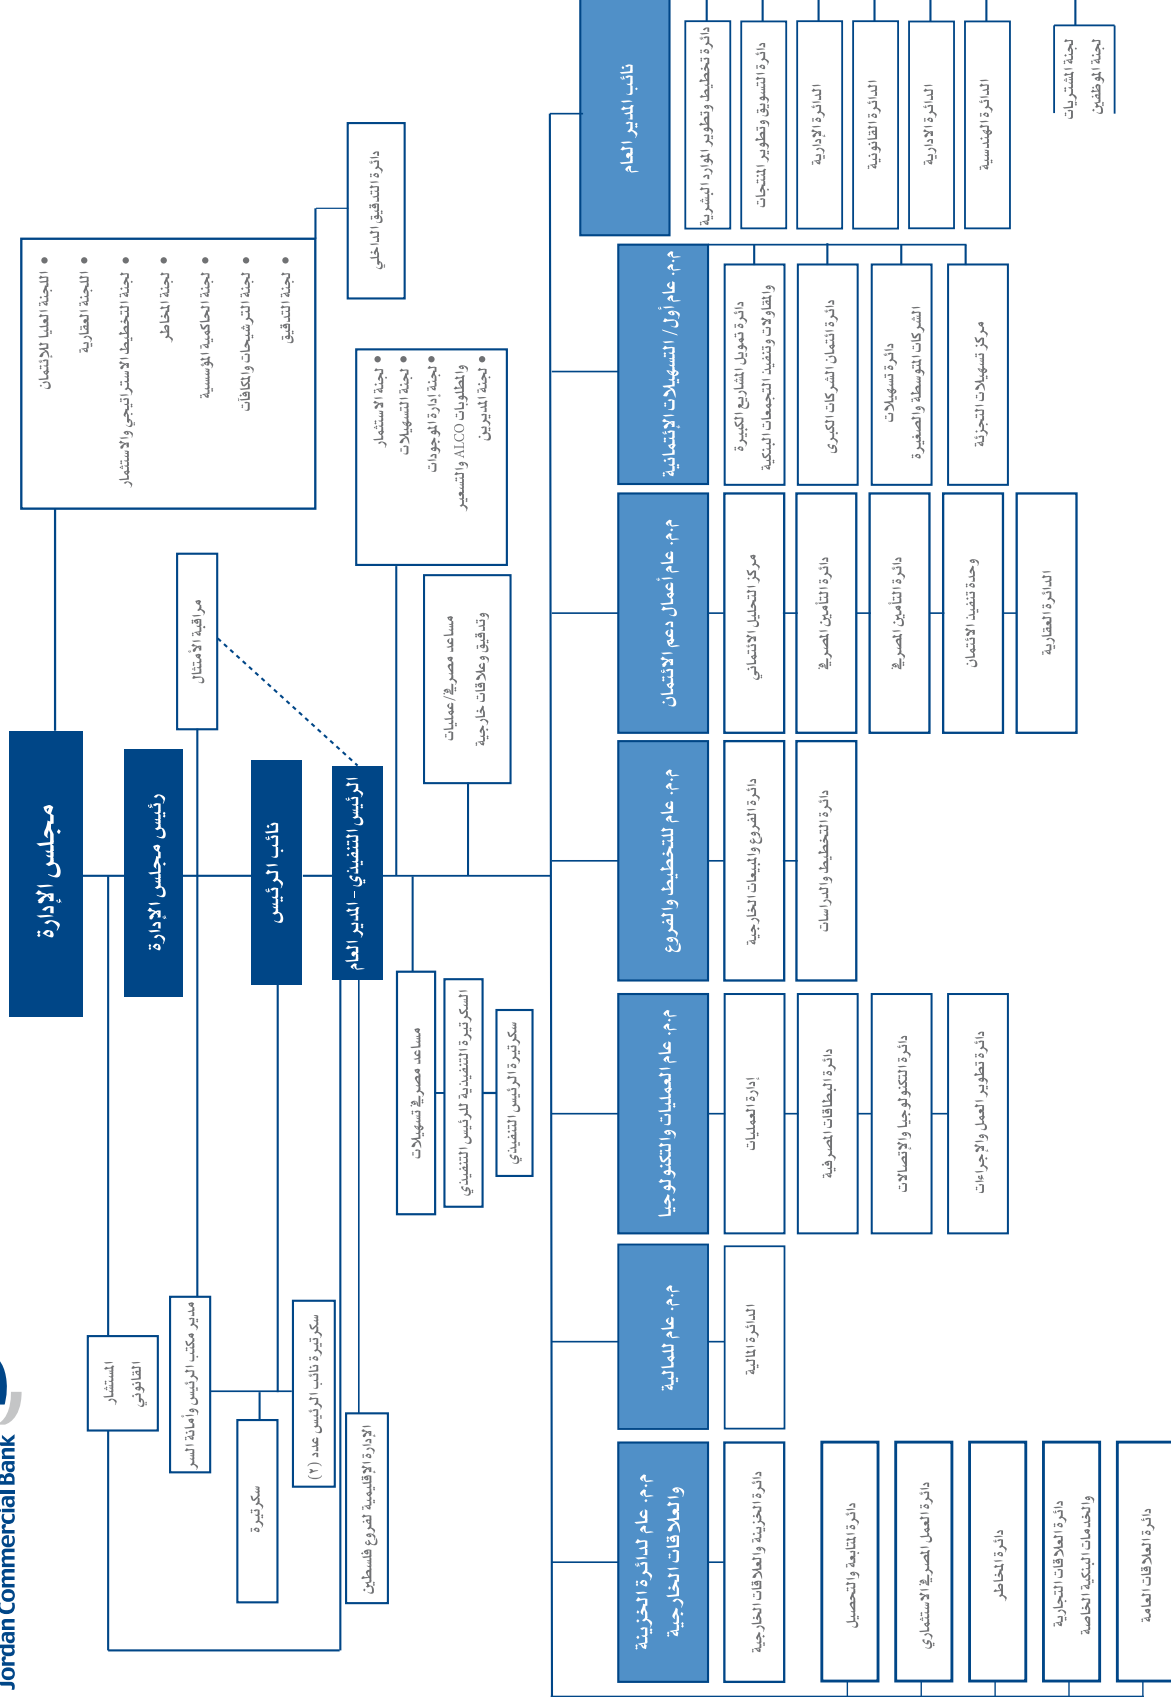 Jordan Commercial Bank
مجلس الإدارة
اللجنة العليا للإئتمان
اللجنة العقارية
لجنة التخطيط الاستراتيجي والاستثمار
لجنة المخاطر
لجنة الحاكمية المؤسسية
لجنة الترشيحات والمكافآت
لجنة التدقيق
دائرة التدقيق الداخلي
رئيس مجلس الإدارة
المستشار
القانوني
مراقبة الأمتثال
مدير مكتب الرئيس وأمانة السر
سكرتيرة
نائب الرئيس
سكرتيرة نائب الرئيس عدد (٢)
الرئيس التنفيذي - المدير العام
الإدارة الإقليمية لفروع فلسطين
لجنة الاستثمار
لجنة التسهيلات
لجنة إدارة الموجودات
والمطلوبات ALCO والتسعير
لجنة المديرين
مساعد مصرفي/عمليات
وتدقيق وعلاقات خارجية
مساعد مصرفي تسهيلات
السكرتيرة التنفيذية للرئيس التنفيذي
سكرتيرة الرئيس التنفيذي
نائب المدير العام
دائرة تخطيط وتطوير الموارد البشرية
دائرة التسويق وتطوير المنتجات
الدائرة الإدارية
الدائرة القانونية
الدائرة الادارية
الدائرة الهندسية
لجنة المشتريات
لجنة الموظفين
م.م. عام أول/ التسهيلات الإئتمانية
دائرة تمويل المشاريع الكبيرة
والمقاولات وتنفيذ التجمعات البنكية
دائرة ائتمان الشركات الكبرى
دائرة تسهيلات
الشركات المتوسطة والصغيرة
مركز تسهيلات التجزئة
م.م. عام أعمال دعم الائتمان
مركز التحليل الائتماني
دائرة التأمين المصرفي
دائرة التأمين المصرفي
وحدة تنفيذ الائتمان
الدائرة العقارية
م.م. عام للتخطيط والفروع
دائرة الفروع والمبيعات الخارجية
دائرة التخطيط والدراسات
م.م. عام العمليات والتكنولوجيا
إدارة العمليات
دائرة البطاقات المصرفية
دائرة التكنولوجيا والإتصالات
دائرة تطوير العمل والإجراءات
م.م. عام للمالية
الدائرة المالية
م.م. عام لدائرة الخزينة
والعلاقات الخارجية
دائرة الخزينة والعلاقات الخارجية
دائرة المتابعة والتحصيل
دائرة العمل المصرفي الاستثماري
دائرة المخاطر
دائرة العلاقات التجارية
والخدمات البنكية الخاصة
دائرة العلاقات العامة